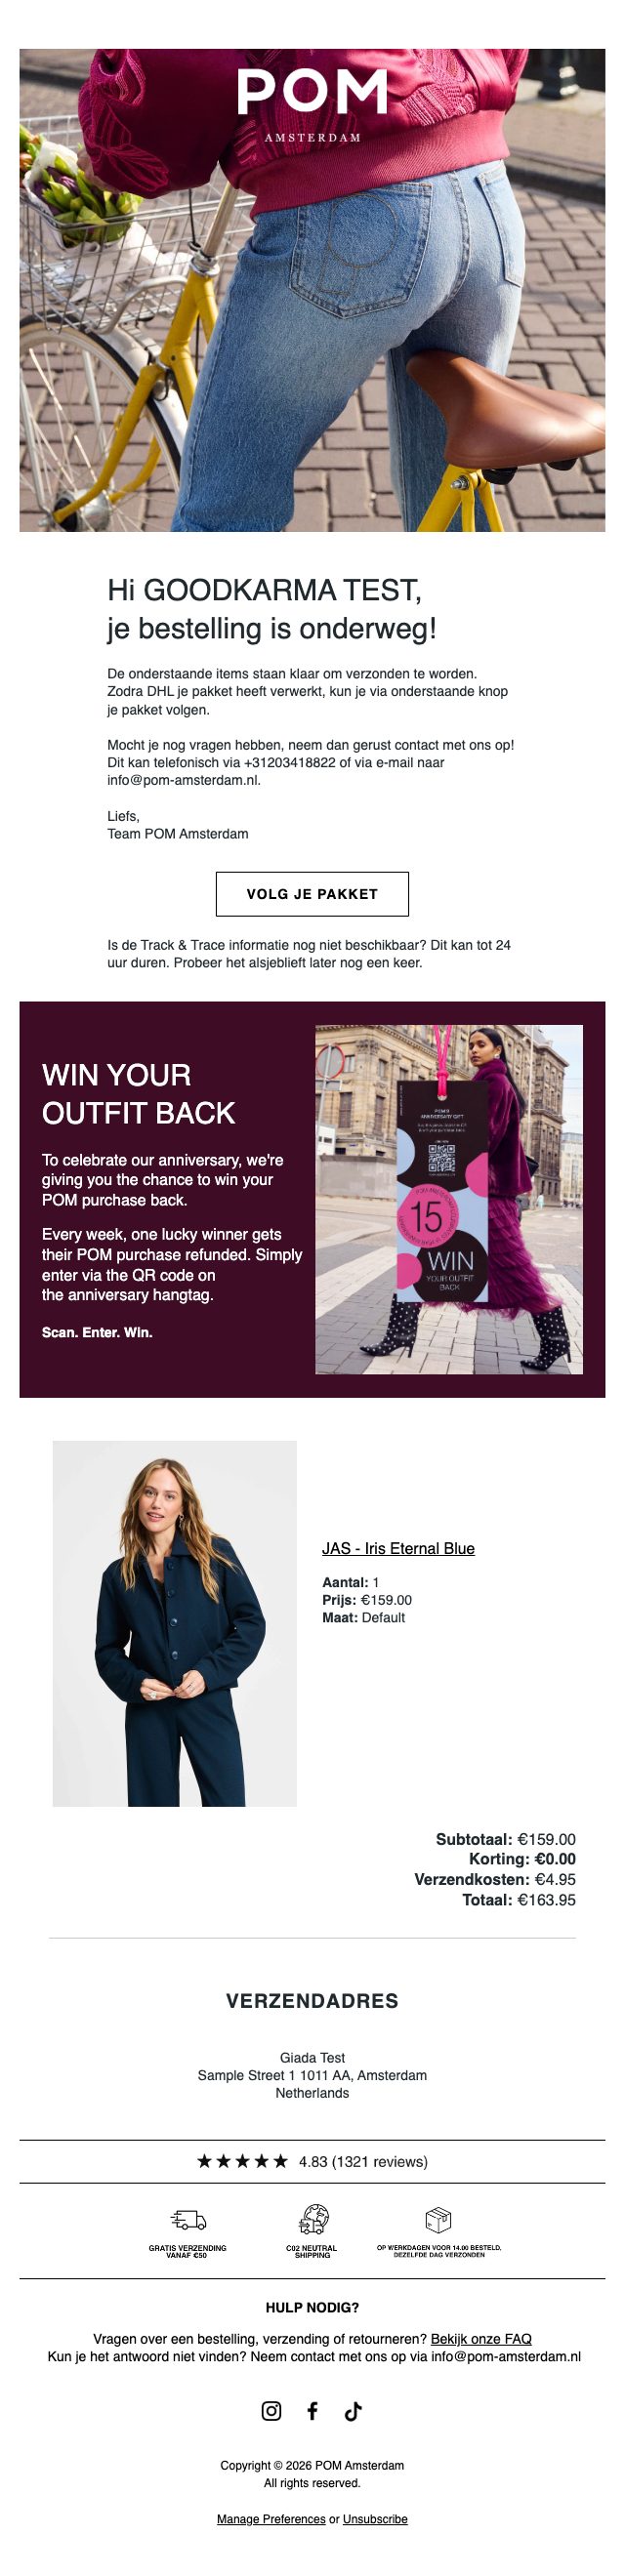 POM
AMSTERDAM
Hi GOODKARMA TEST,
je bestelling is onderweg!
De onderstaande items staan klaar om verzonden te worden.
Zodra DHL je pakket heeft verwerkt, kun je via onderstaande knop
je pakket volgen.
Mocht je nog vragen hebben, neem dan gerust contact met ons op!
Dit kan telefonisch via +31203418822 of via e-mail naar
info@pom-amsterdam.nl.
Liefs,
Team POM Amsterdam
VOLG JE PAKKET
Is de Track & Trace informatie nog niet beschikbaar? Dit kan tot 24
uur duren. Probeer het alsjeblieft later nog een keer.
WIN YOUR
OUTFIT BACK
To celebrate our anniversary, we're
giving you the chance to win your
POM purchase back.
Every week, one lucky winner gets
their POM purchase refunded. Simply
enter via the QR code on
the anniversary hangtag.
Scan. Enter. Win.
POM'S
ANNIVERSARY GIFT
15
WIN
YOUR OUTFIT
BACK
JAS - Iris Eternal Blue
Aantal: 1
Prijs: €159.00
Maat: Default
Subtotaal: €159.00
Korting: €0.00
Verzendkosten: €4.95
Totaal: €163.95
VERZENDADRES
Giada Test
Sample Street 1 1011 AA, Amsterdam
Netherlands
★★★★★ 4.83 (1321 reviews)
GRATIS VERZENDING
VANAF €50
C02 NEUTRAL
SHIPPING
OP WERKDAGEN VOOR 14.00 BESTELD,
DEZELFDE DAG VERZONDEN
HULP NODIG?
Vragen over een bestelling, verzending of retourneren? Bekijk onze FAQ
Kun je het antwoord niet vinden? Neem contact met ons op via info@pom-amsterdam.nl
Copyright © 2026 POM Amsterdam
All rights reserved.
Manage Preferences or Unsubscribe